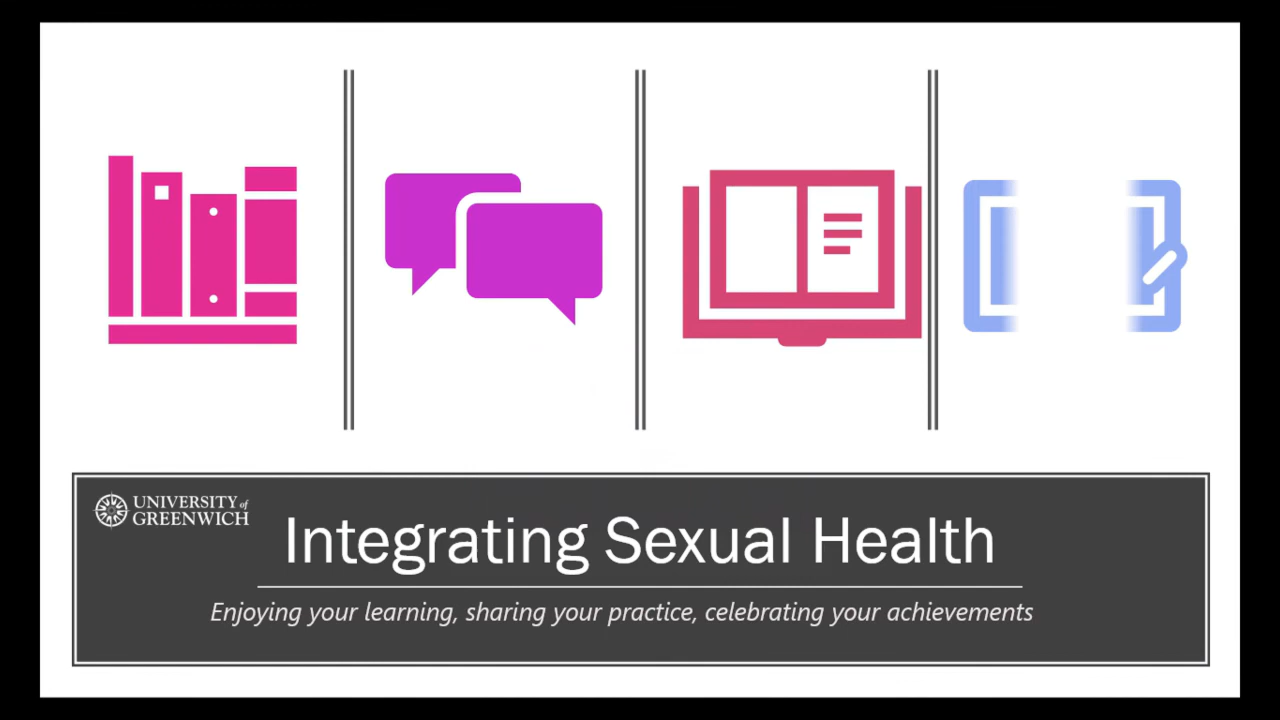 UNIVERSITY of
GREENWICH
Integrating Sexual Health
Enjoying your learning, sharing your practice, celebrating your achievements